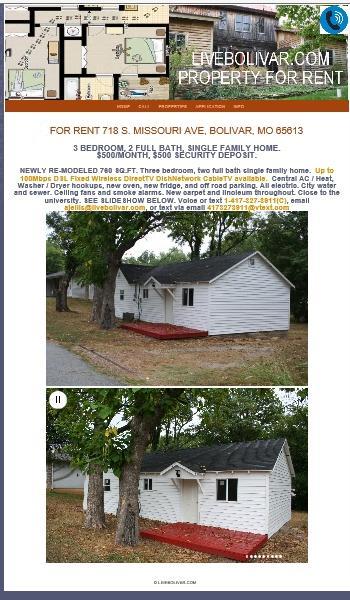 LIVEBOLIVAR.COM
PROPERTY FOR RENT
HOME CALL PROPERTIES APPLICATION INFO
FOR RENT 718 S. MISSOURI AVE, BOLIVAR, MO 65613
3 BEDROOM, 2 FULL BATH, SINGLE FAMILY HOME.
$500/MONTH, $500 SECURITY DEPOSIT.
NEWLY RE-MODELED 760 SQ.FT. Three bedroom, two full bath single family home. Up to
100Mbps DSL Fixed Wireless DirectTV DishNetwork CableTV available. Central AC / Heat,
Washer / Dryer hookups, new oven, new fridge, and off road parking. All electric. City water
and sewer. Ceiling fans and smoke alarms. New carpet and linoleum throughout. Close to the
university. SEE SLIDESHOW BELOW. Voice or text 1-417-327-3911(C), email
@livebolivar.com, or text via email 4173273911@vtext.com
© LIVEBOLIVAR.COM